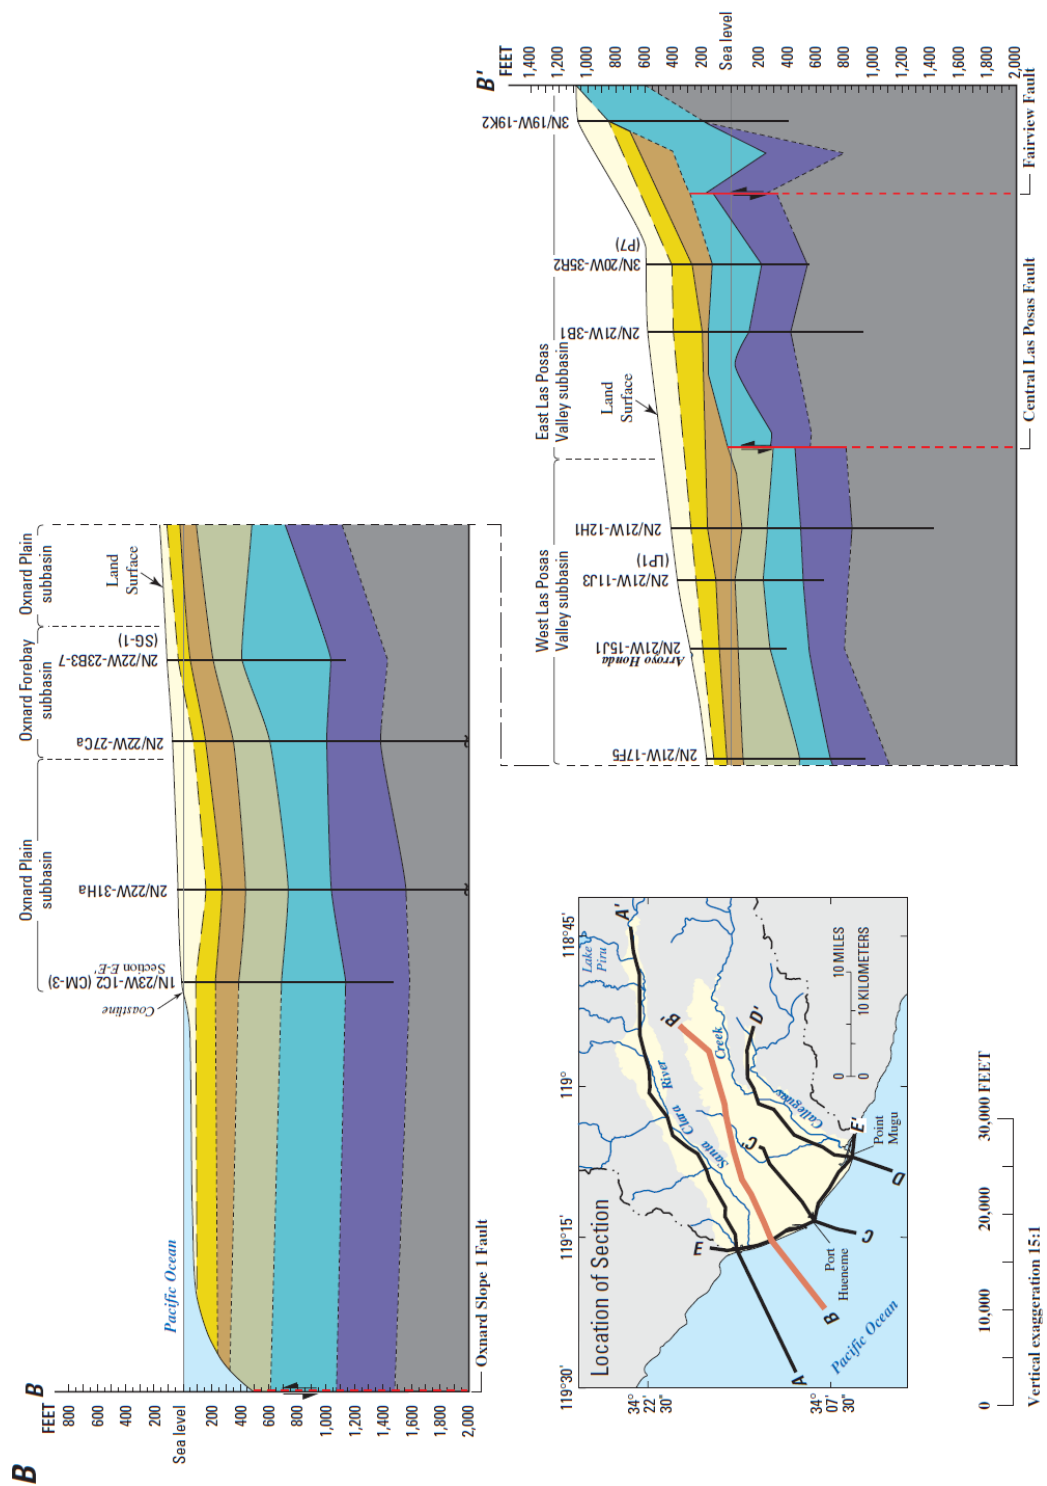 B
B
FEET
800
600
400
200
Sea level
200
400
600
800
1,000
1,200
1,400
1,600
1,800
2,000
Pacific Ocean
Oxnard Slope 1 Fault
Coastline
1N/23W-1C2 (CM-3)
Section E-E'
2N/22W-31Ha
2N/22W-27Ca
2N/22W-23B3-7
(SG-1)
Land
Surface
Oxnard Plain
subbasin
Oxnard Forebay
subbasin
Oxnard Plain
subbasin
B'
FEET
1,400
1,200
1,000
800
600
400
200
Sea level
200
400
600
800
1,000
1,200
1,400
1,600
1,800
2,000
West Las Posas
Valley subbasin
East Las Posas
Valley subbasin
2N/21W-17F5
2N/21W-15J1
Arroyo Honda
2N/21W-11J3
(LP1)
2N/21W-12H1
Land
Surface
2N/21W-3B1
3N/20W-35R2
(P7)
3N/19W-19K2
Central Las Posas Fault
Fairview Fault
Location of Section
119°30'
119°15'
119°
118°45'
34°
22'
30"
34°
07'
30"
A
A'
B
B'
C
C'
D
D'
E
E'
Lake
Piru
Santa Clara River
Creek
Calleguas
Port
Hueneme
Point
Mugu
Pacific Ocean
0 10 MILES
0 10 KILOMETERS
0 10,000 20,000 30,000 FEET
Vertical exaggeration 15:1